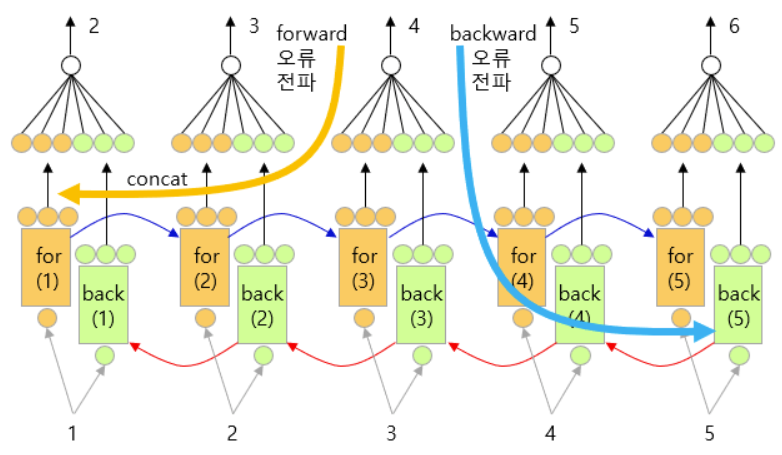 2
3
forward
오류
전파
4
backward
오류
전파
5
6
concat
for
(1)
for
(2)
for
(3)
for
(4)
for
(5)
back
(1)
back
(2)
back
(3)
back
(4)
back
(5)
1
2
3
4
5